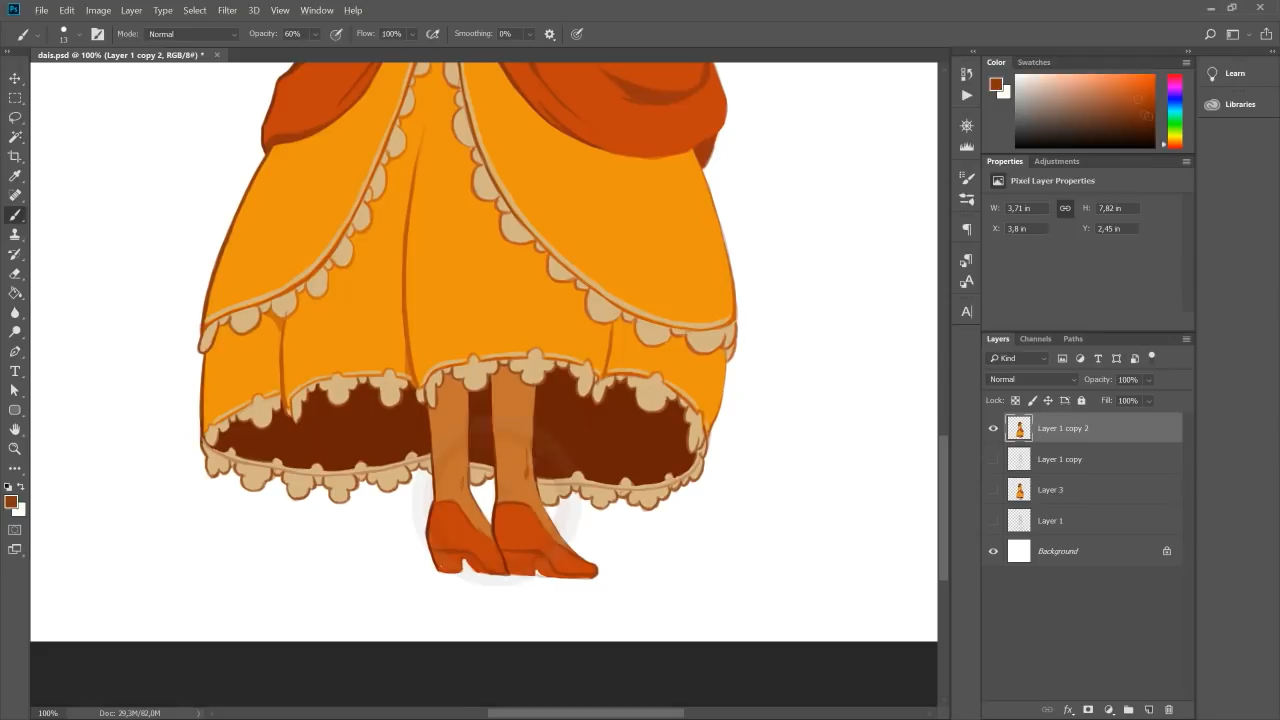 Ps File Edit Image Layer Type Select Filter 3D View Window Help
13 Mode: Normal Opacity: 60% Flow: 100% Smoothing: 0%
dais.psd @ 100% (Layer 1 copy 2, RGB/8#) * ×
Color Swatches
Learn
Libraries
Properties Adjustments
Pixel Layer Properties
W: 3,71 in H: 7,82 in
X: 3,8 in Y: 2,45 in
Layers Channels Paths
Kind
Normal Opacity: 100%
Lock: Fill: 100%
Layer 1 copy 2
Layer 1 copy
Layer 3
Layer 1
Background
100% Doc: 29,3M/82,0M